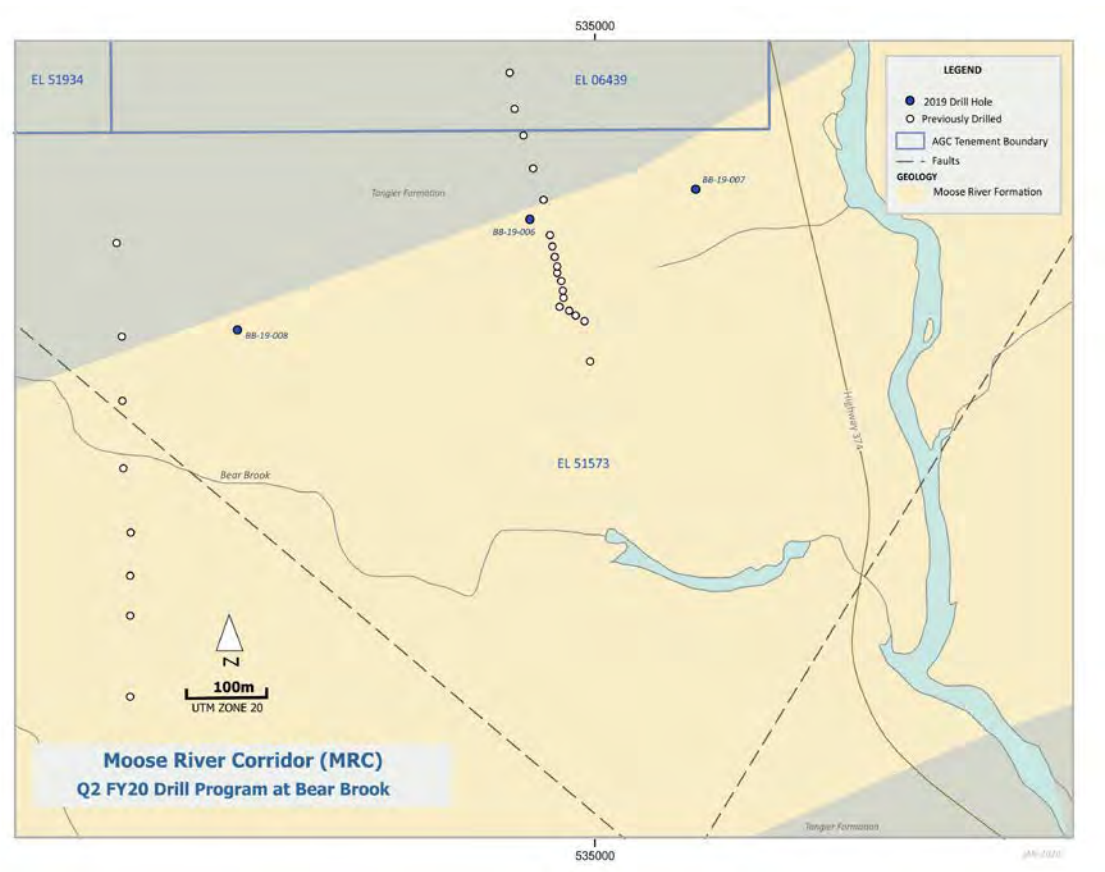 535000
EL 51934
EL 06439
LEGEND
2019 Drill Hole
Previously Drilled
AGC Tenement Boundary
Faults
GEOLOGY
Moose River Formation
Tangier Formation
BB-19-007
BB-19-006
BB-19-008
Highway 374
EL 51573
Bear Brook
N
100m
UTM ZONE 20
Moose River Corridor (MRC)
Q2 FY20 Drill Program at Bear Brook
Tangier Formation
535000